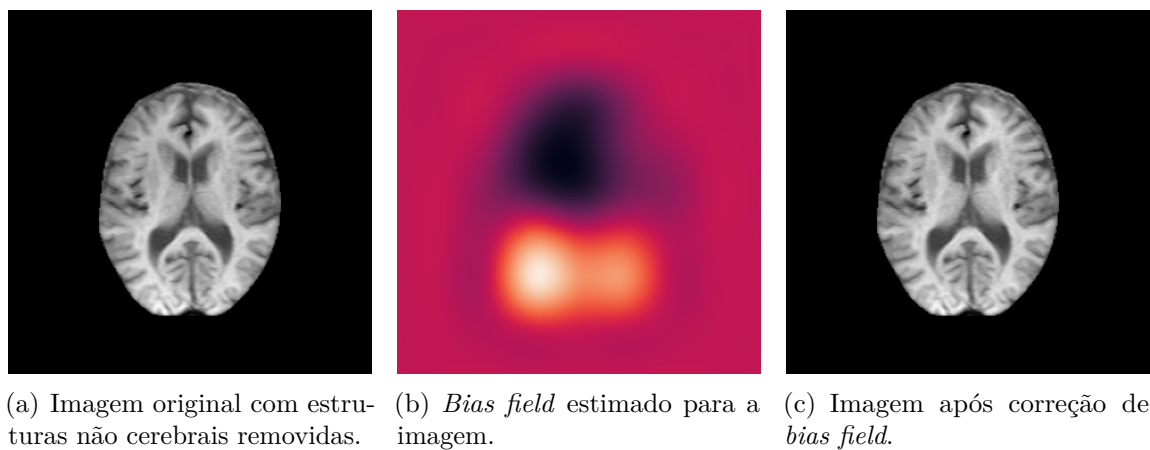 (a) Imagem original com estru-
turas não cerebrais removidas.
(b) Bias field estimado para a
imagem.
(c) Imagem após correção de
bias field.